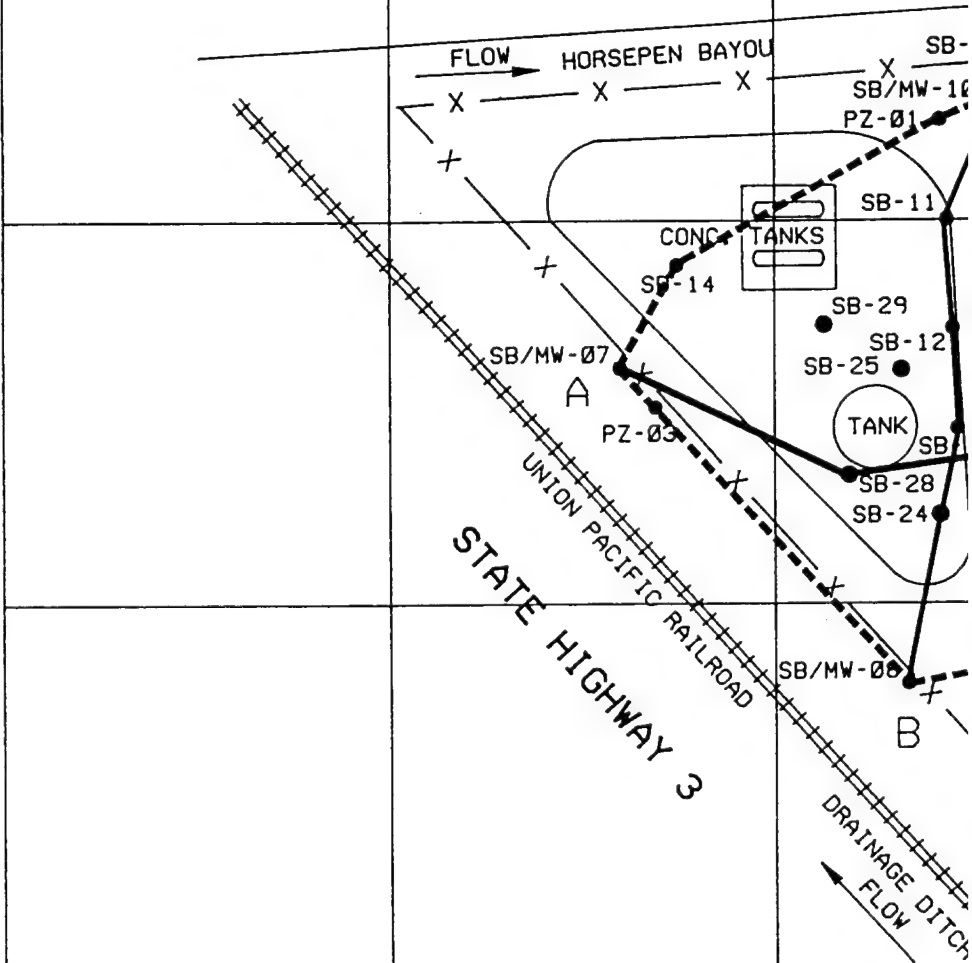 SB-
FLOW
HORSEPEN BAYOU
SB/MW-10
PZ-01
SB-11
CONC. TANKS
SB-14
SB-29
SB-12
SB/MW-07
SB-25
A
TANK
PZ-03
SB
SB-28
UNION PACIFIC RAILROAD
SB-24
STATE HIGHWAY 3
SB/MW-08
B
DRAINAGE DITCH
FLOW